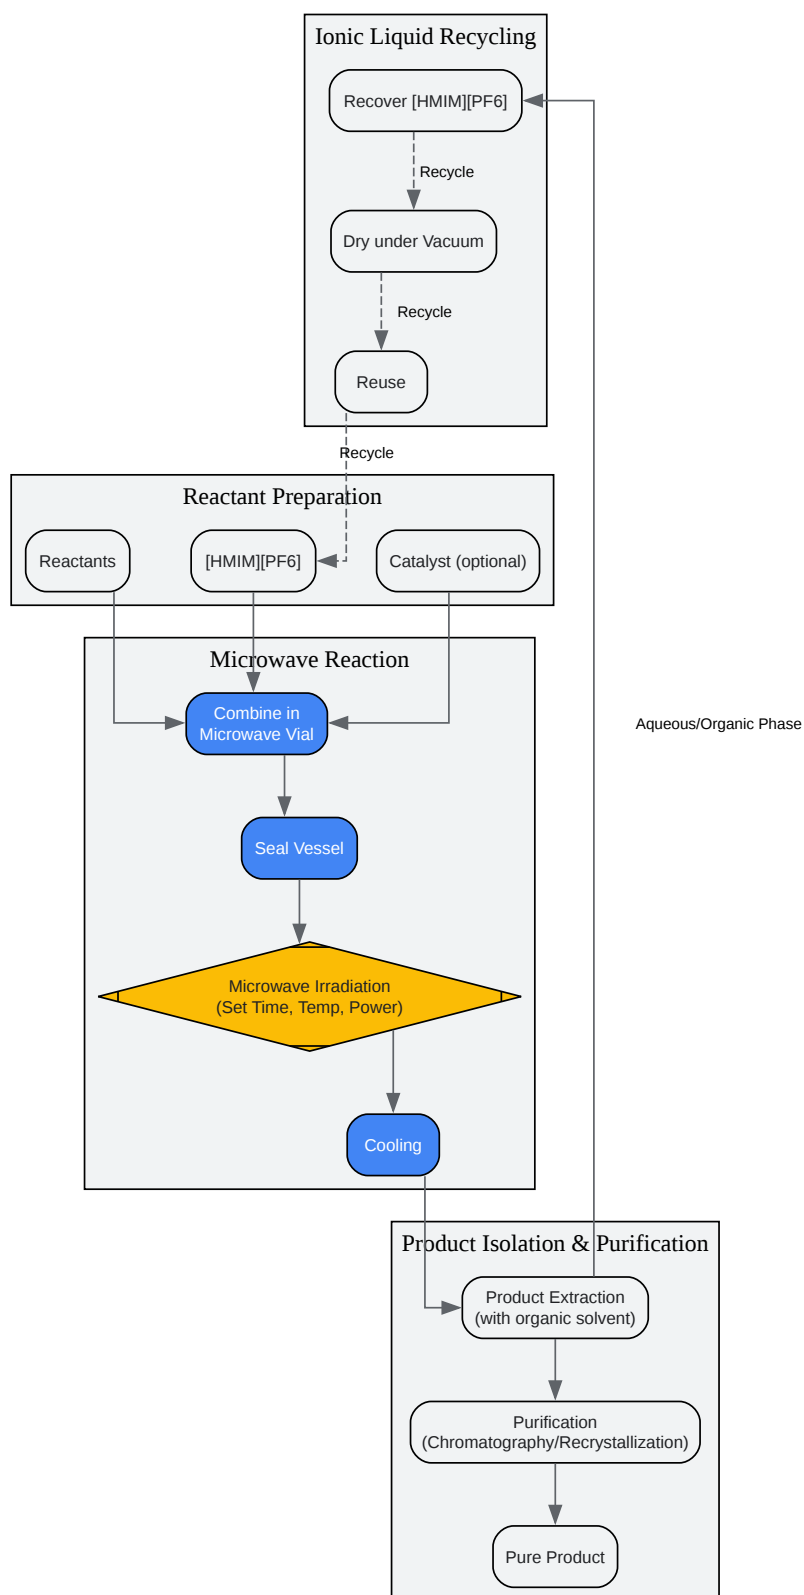 Ionic Liquid Recycling
Recover [HMIM][PF6]
Recycle
Dry under Vacuum
Recycle
Reuse
Recycle
Reactant Preparation
Reactants
[HMIM][PF6]
Catalyst (optional)
Microwave Reaction
Combine in
Microwave Vial
Aqueous/Organic Phase
Seal Vessel
Microwave Irradiation
(Set Time, Temp, Power)
Cooling
Product Isolation & Purification
Product Extraction
(with organic solvent)
Purification
(Chromatography/Recrystallization)
Pure Product